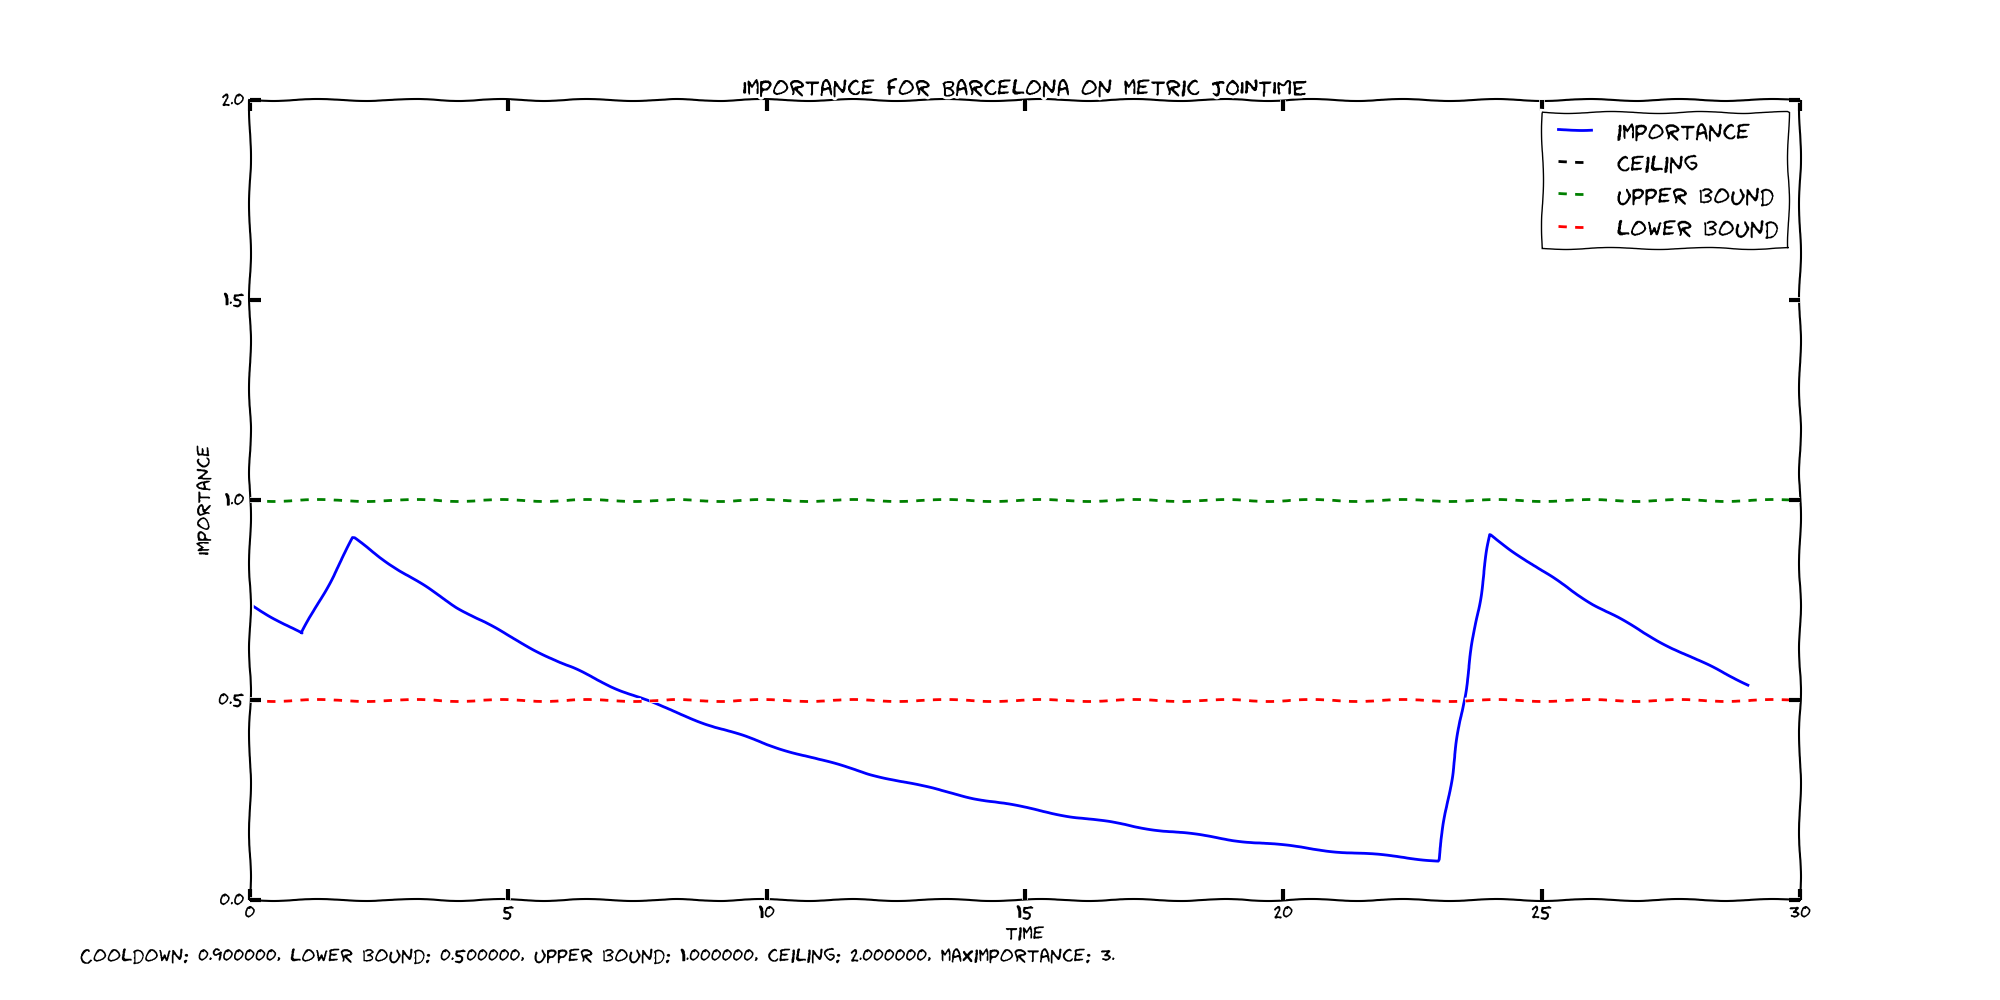 IMPORTANCE FOR BARCELONA ON METRIC JOINTIME
2.0
1.5
1.0
0.5
0.0
IMPORTANCE
IMPORTANCE
CEILING
UPPER BOUND
LOWER BOUND
0 5 10 15 20 25 30
TIME
COOLDOWN: 0.900000, LOWER BOUND: 0.500000, UPPER BOUND: 1.000000, CEILING: 2.000000, MAXIMPORTANCE: 3.